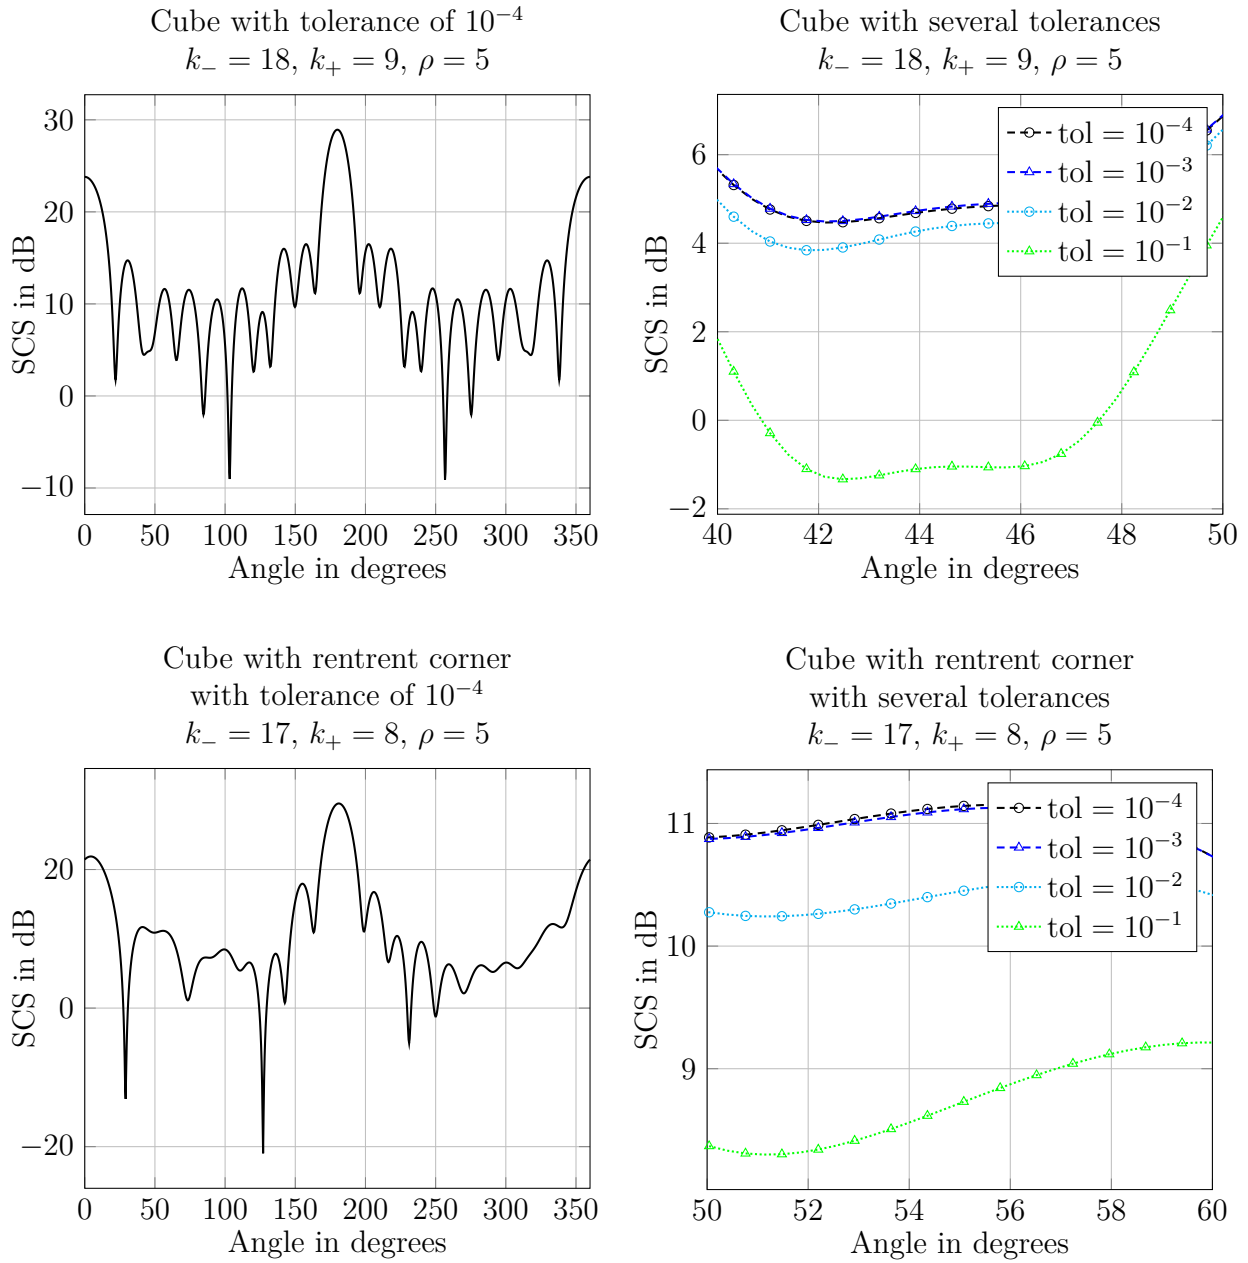 Cube with tolerance of 10⁻⁴
k₋ = 18, k₊ = 9, ρ = 5
30
20
10
0
−10
SCS in dB
0 50 100 150 200 250 300 350
Angle in degrees
Cube with several tolerances
k₋ = 18, k₊ = 9, ρ = 5
tol = 10⁻⁴
tol = 10⁻³
tol = 10⁻²
tol = 10⁻¹
6
4
2
0
−2
SCS in dB
40 42 44 46 48 50
Angle in degrees
Cube with rentrent corner
with tolerance of 10⁻⁴
k₋ = 17, k₊ = 8, ρ = 5
20
0
−20
SCS in dB
0 50 100 150 200 250 300 350
Angle in degrees
Cube with rentrent corner
with several tolerances
k₋ = 17, k₊ = 8, ρ = 5
tol = 10⁻⁴
tol = 10⁻³
tol = 10⁻²
tol = 10⁻¹
11
10
9
SCS in dB
50 52 54 56 58 60
Angle in degrees